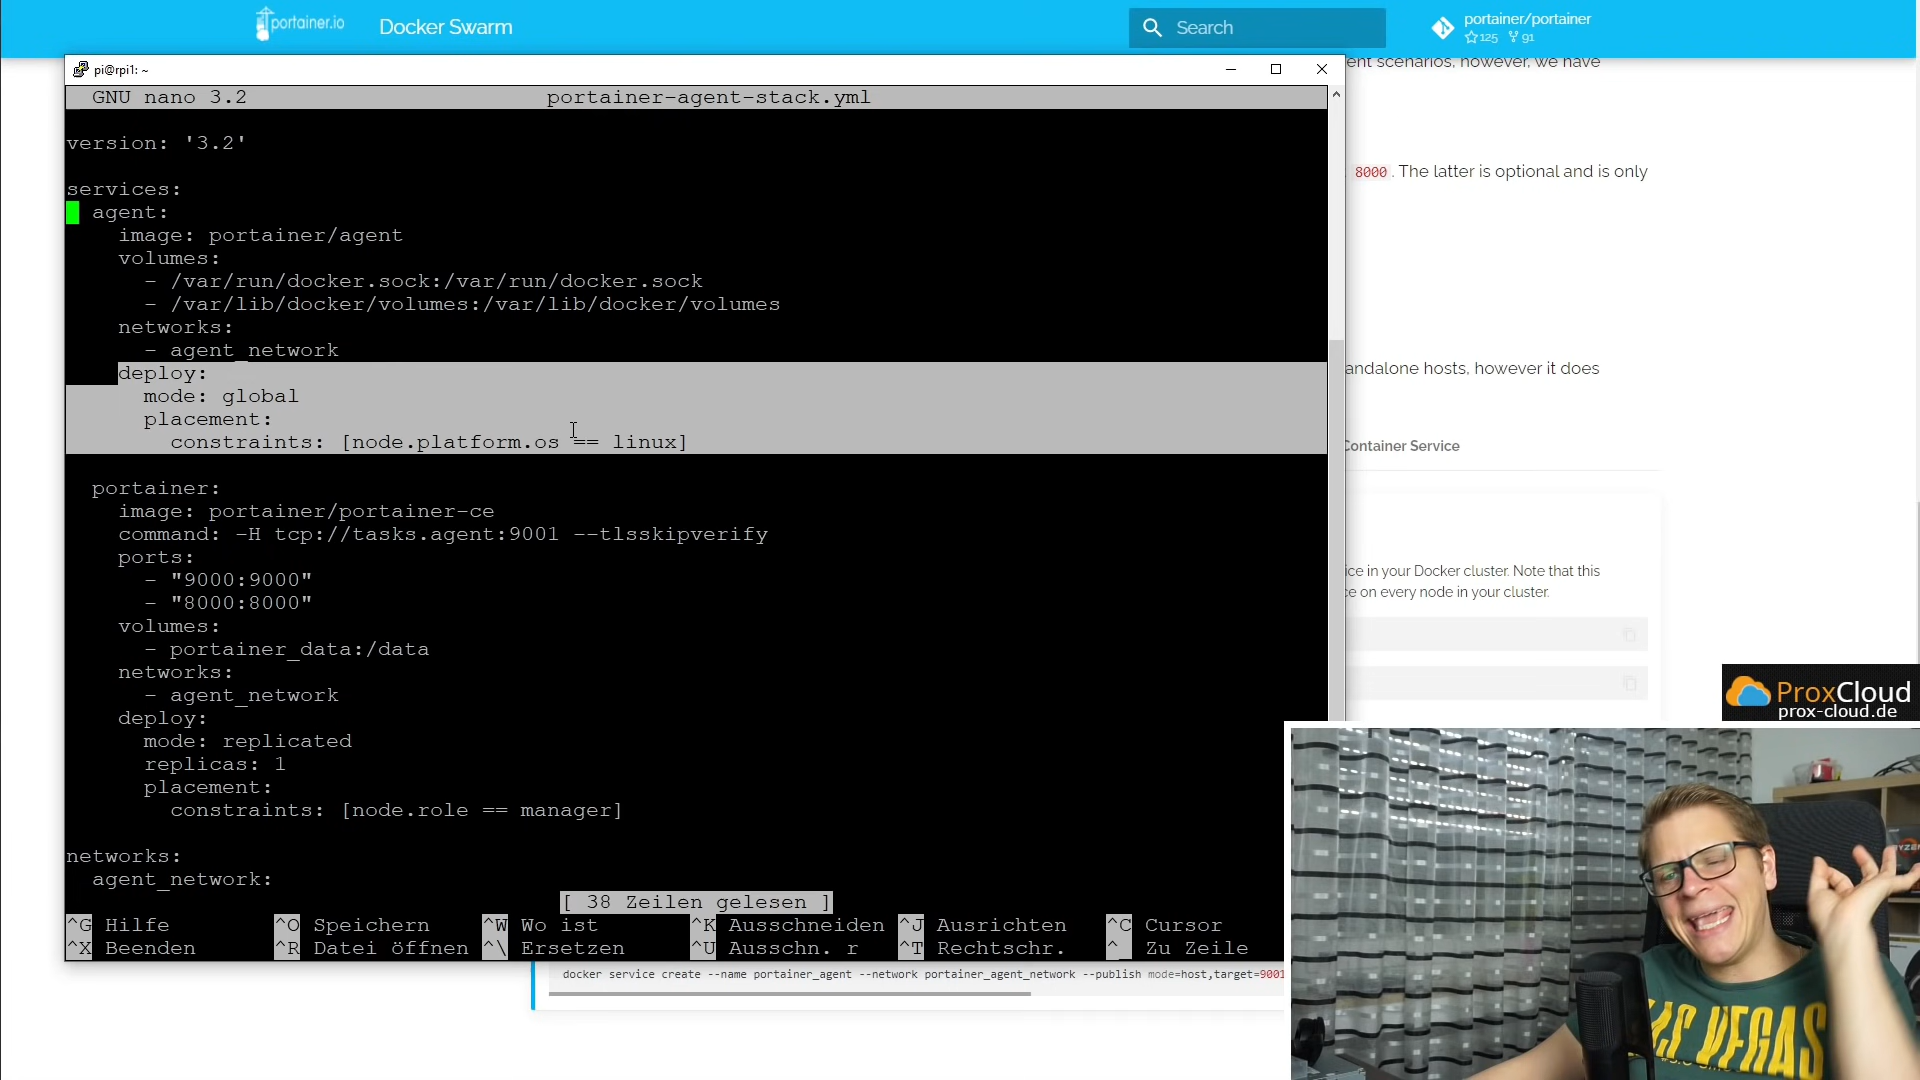 portainer.io
Docker Swarm
Search
portainer/portainer
125 91
ent scenarios, however, we have
pi@rpi1: ~
GNU nano 3.2 portainer-agent-stack.yml
version: '3.2'
services:
agent:
image: portainer/agent
volumes:
- /var/run/docker.sock:/var/run/docker.sock
- /var/lib/docker/volumes:/var/lib/docker/volumes
networks:
- agent_network
deploy:
mode: global
placement:
constraints: [node.platform.os == linux]
portainer:
image: portainer/portainer-ce
command: -H tcp://tasks.agent:9001 --tlsskipverify
ports:
- "9000:9000"
- "8000:8000"
volumes:
- portainer_data:/data
networks:
- agent_network
deploy:
mode: replicated
replicas: 1
placement:
constraints: [node.role == manager]
networks:
agent_network:
[ 38 Zeilen gelesen ]
^G Hilfe ^O Speichern ^W Wo ist ^K Ausschneiden ^J Ausrichten ^C Cursor
^X Beenden ^R Datei öffnen ^\ Ersetzen ^U Ausschn. r ^T Rechtschr. ^_ Zu Zeile
8000. The latter is optional and is only
andalone hosts, however it does
Container Service
ice in your Docker cluster. Note that this
ce on every node in your cluster.
docker service create --name portainer_agent --network portainer_agent_network --publish mode=host,target=9001
ProxCloud
prox-cloud.de
VEGAS